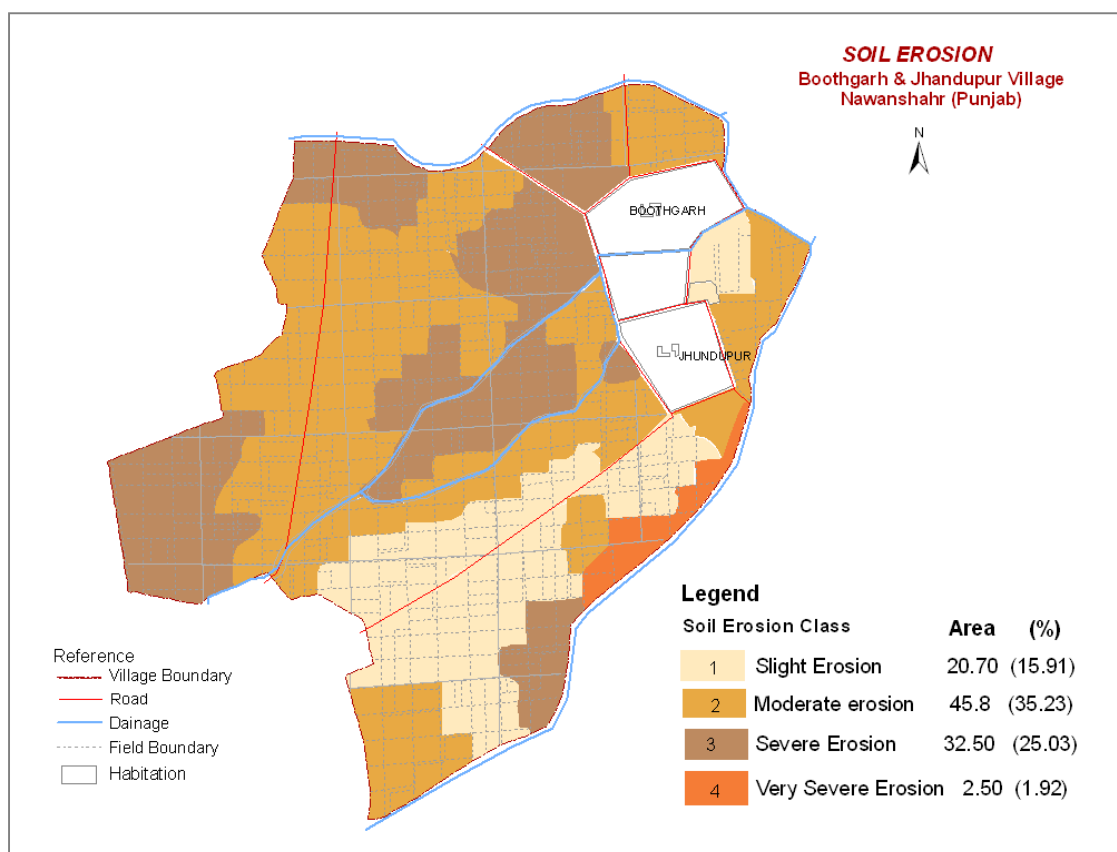 SOIL EROSION
Boothgarh & Jhandupur Village
Nawanshahr (Punjab)
N
BOOTHGARH
JHUNDUPUR
Legend
Soil Erosion Class Area (%)
1 Slight Erosion 20.70 (15.91)
2 Moderate erosion 45.8 (35.23)
3 Severe Erosion 32.50 (25.03)
4 Very Severe Erosion 2.50 (1.92)
Reference
Village Boundary
Road
Dainage
Field Boundary
Habitation